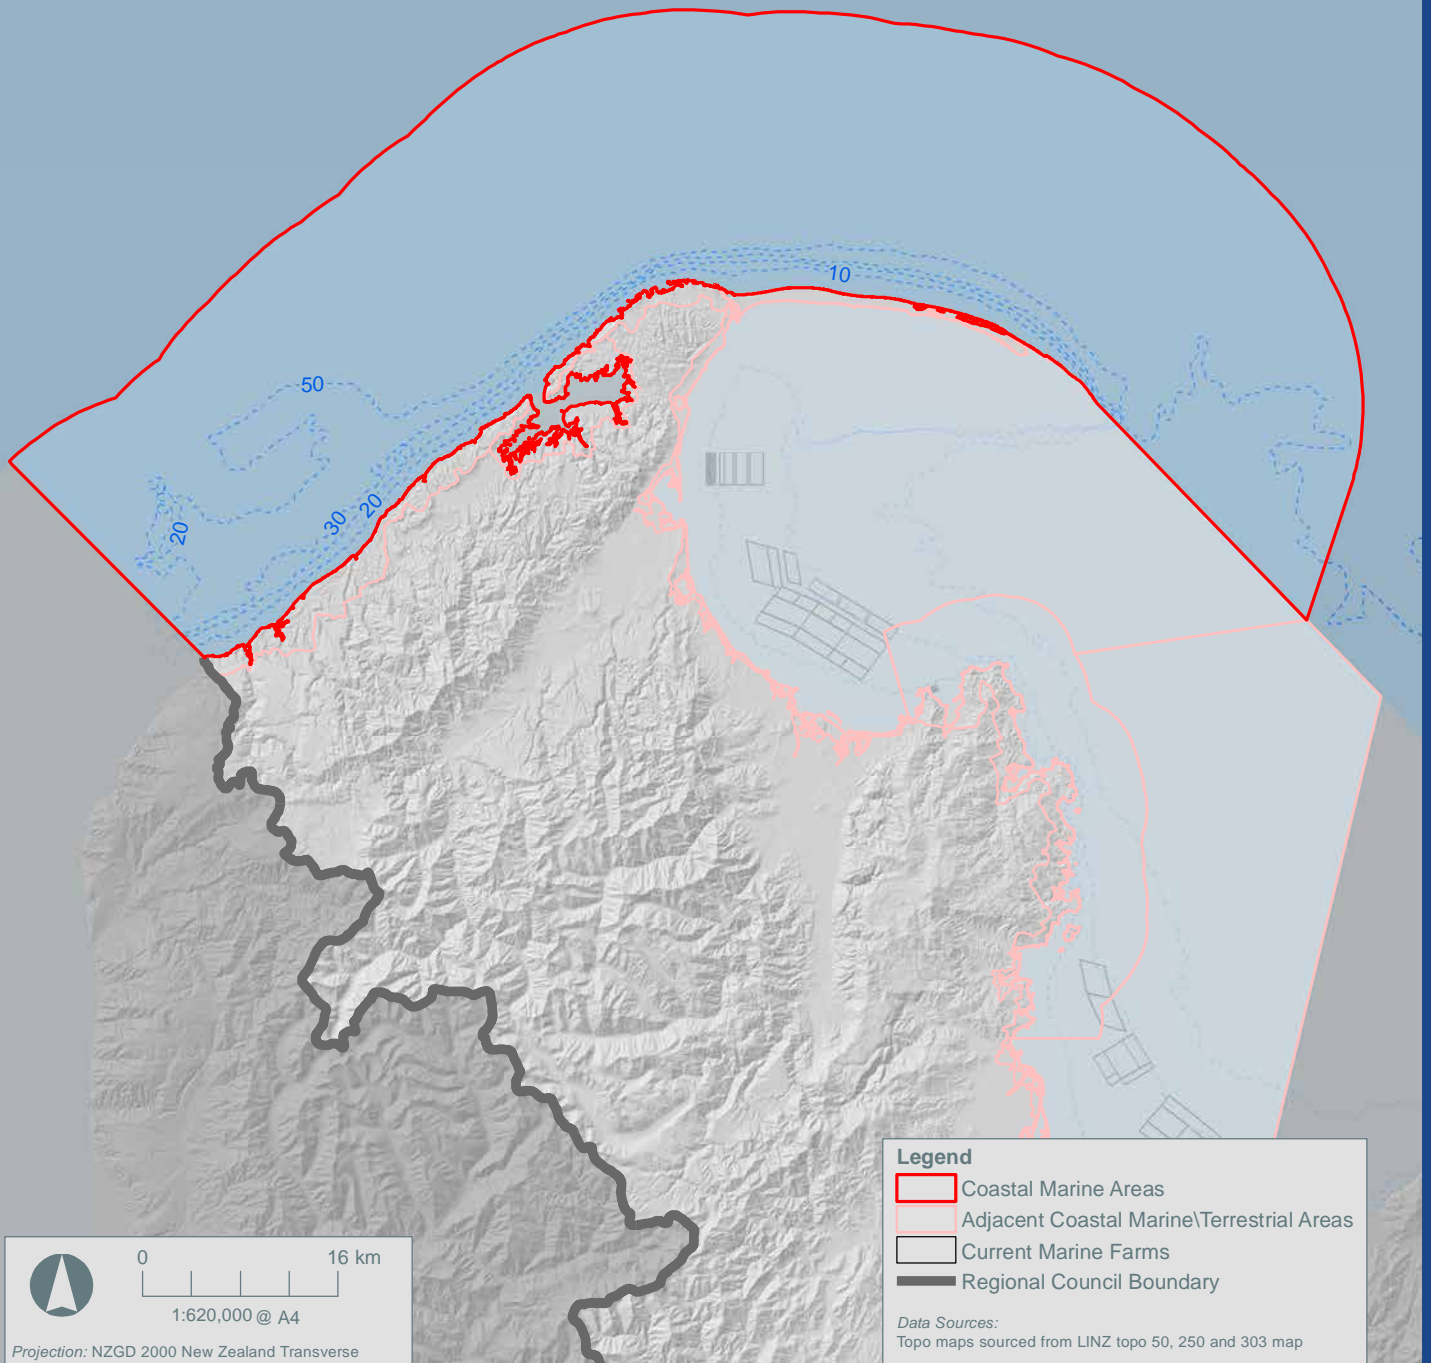 10
50
20
30
20
Legend
Coastal Marine Areas
Adjacent Coastal Marine\Terrestrial Areas
Current Marine Farms
Regional Council Boundary
Data Sources:
Topo maps sourced from LINZ topo 50, 250 and 303 map
0 16 km
1:620,000 @ A4
Projection: NZGD 2000 New Zealand Transverse